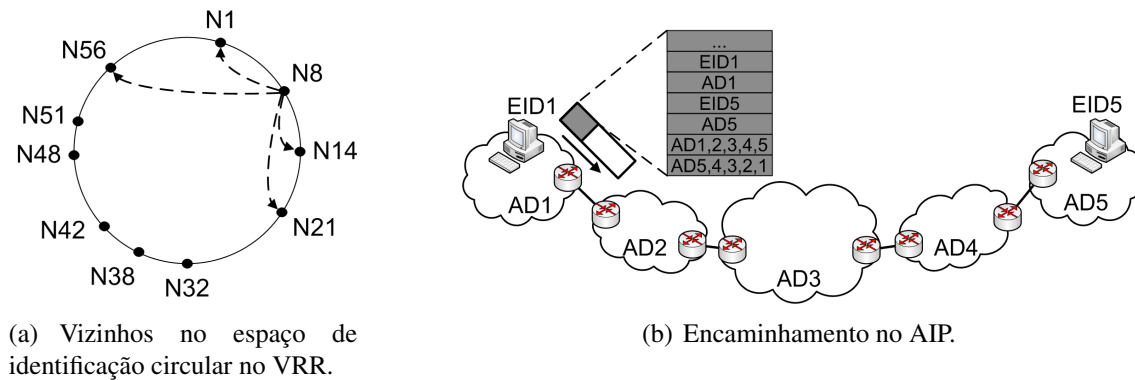 N1
N56
N8
N51
N48
N14
N21
N42
N38
N32
...
EID1
AD1
EID5
AD5
AD1,2,3,4,5
AD5,4,3,2,1
EID1
EID5
AD1
AD2
AD3
AD4
AD5
(a) Vizinhos no espaço de
identificação circular no VRR.
(b) Encaminhamento no AIP.